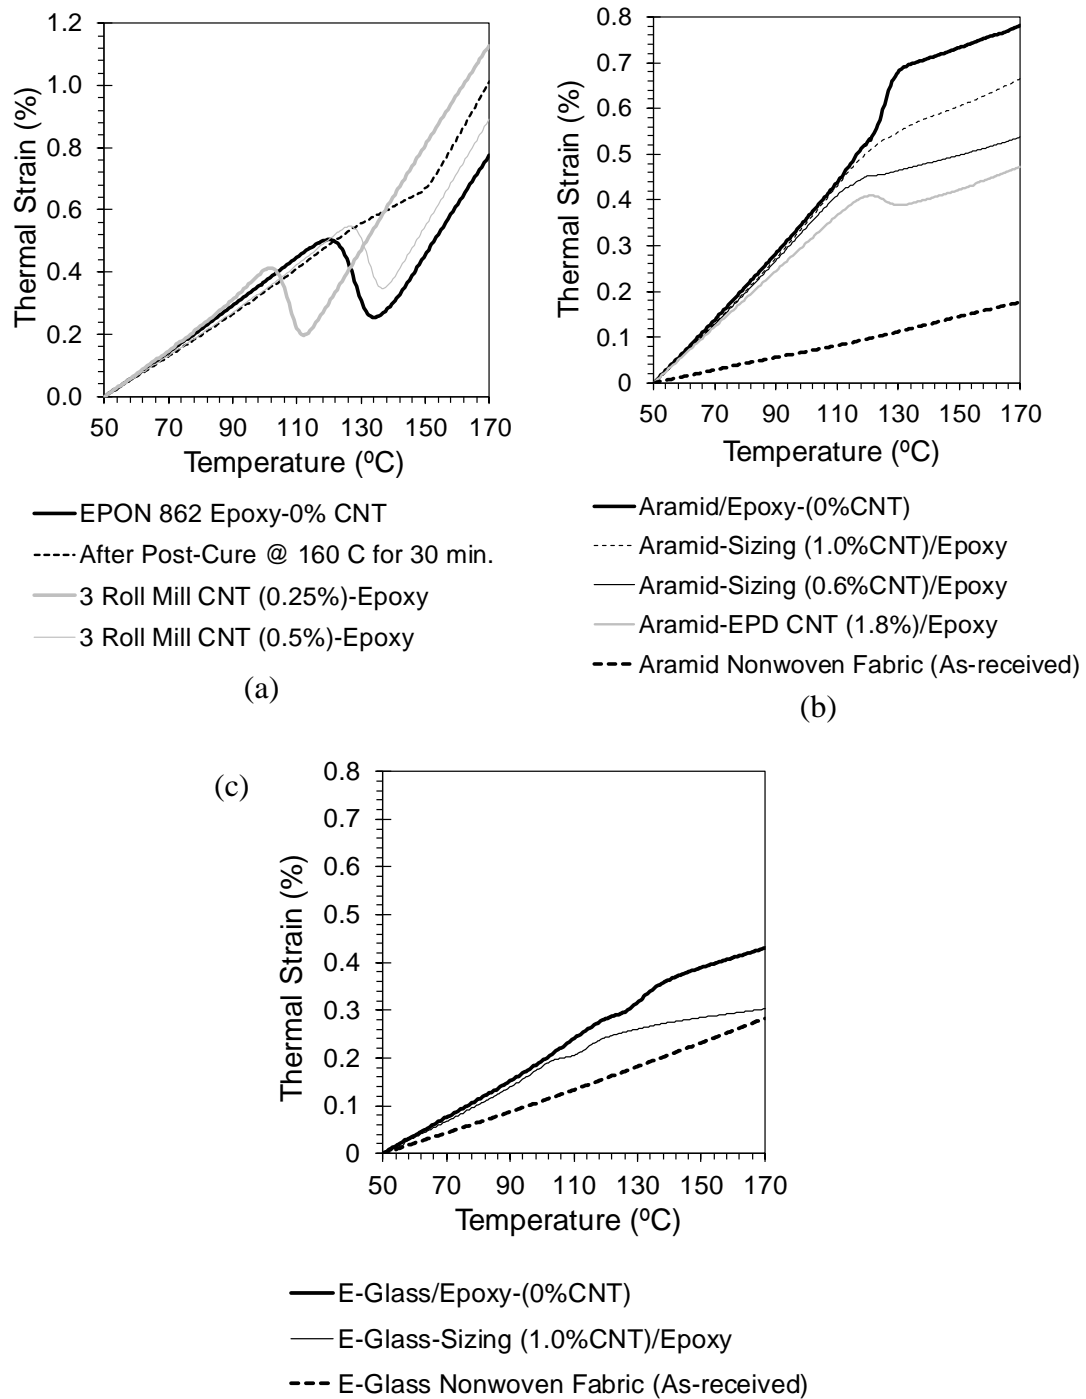 1.2
1.0
0.8
0.6
0.4
0.2
0.0
Thermal Strain (%)
50 70 90 110 130 150 170
Temperature (ºC)
EPON 862 Epoxy-0% CNT
After Post-Cure @ 160 C for 30 min.
3 Roll Mill CNT (0.25%)-Epoxy
3 Roll Mill CNT (0.5%)-Epoxy
(a)
0.8
0.7
0.6
0.5
0.4
0.3
0.2
0.1
0
Thermal Strain (%)
50 70 90 110 130 150 170
Temperature (ºC)
Aramid/Epoxy-(0%CNT)
Aramid-Sizing (1.0%CNT)/Epoxy
Aramid-Sizing (0.6%CNT)/Epoxy
Aramid-EPD CNT (1.8%)/Epoxy
Aramid Nonwoven Fabric (As-received)
(b)
(c)
0.8
0.7
0.6
0.5
0.4
0.3
0.2
0.1
0
Thermal Strain (%)
50 70 90 110 130 150 170
Temperature (ºC)
E-Glass/Epoxy-(0%CNT)
E-Glass-Sizing (1.0%CNT)/Epoxy
E-Glass Nonwoven Fabric (As-received)